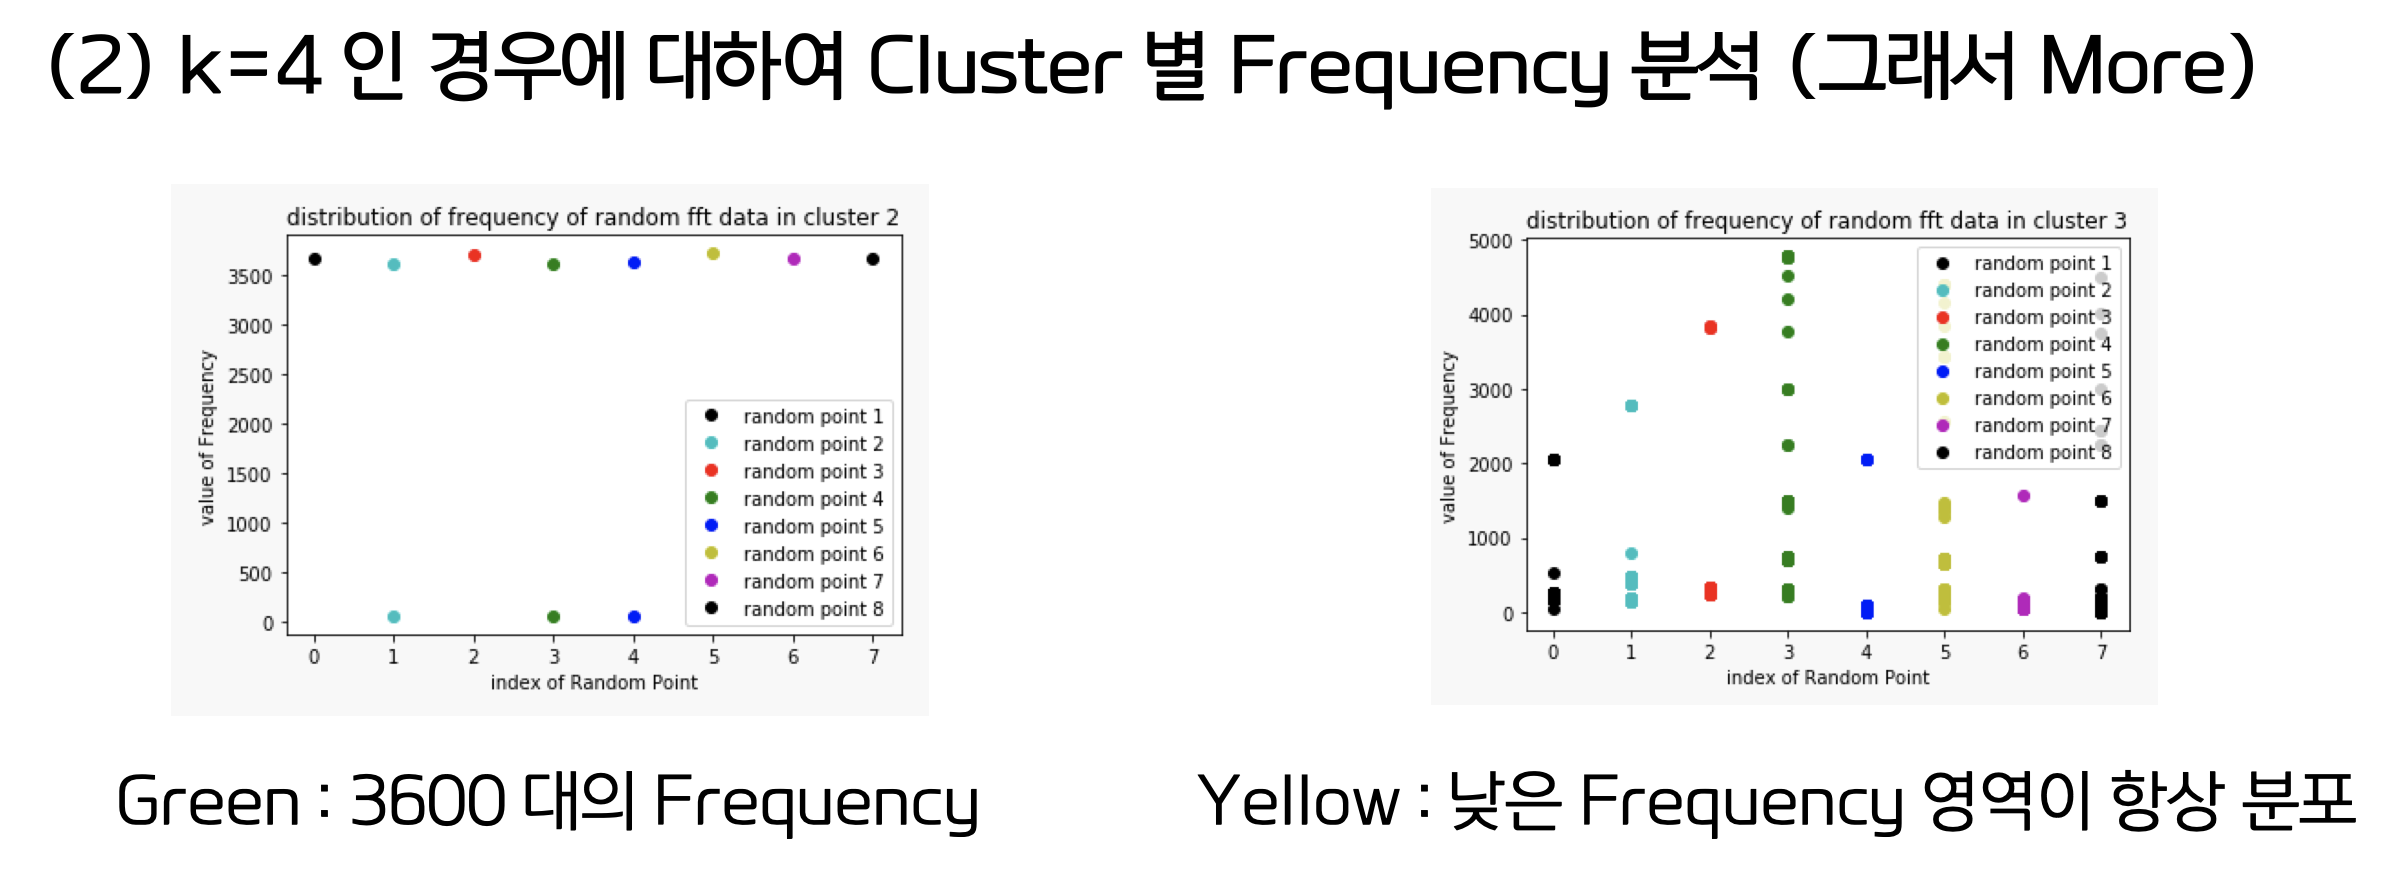 (2) k=4 인 경우에 대하여 Cluster 별 Frequency 분석 (그래서 More)
distribution of frequency of random fft data in cluster 2
value of Frequency
3500
3000
2500
2000
1500
1000
500
0
0 1 2 3 4 5 6 7
index of Random Point
random point 1
random point 2
random point 3
random point 4
random point 5
random point 6
random point 7
random point 8
distribution of frequency of random fft data in cluster 3
value of Frequency
5000
4000
3000
2000
1000
0
0 1 2 3 4 5 6 7
index of Random Point
random point 1
random point 2
random point 3
random point 4
random point 5
random point 6
random point 7
random point 8
Green : 3600 대의 Frequency
Yellow : 낮은 Frequency 영역이 항상 분포